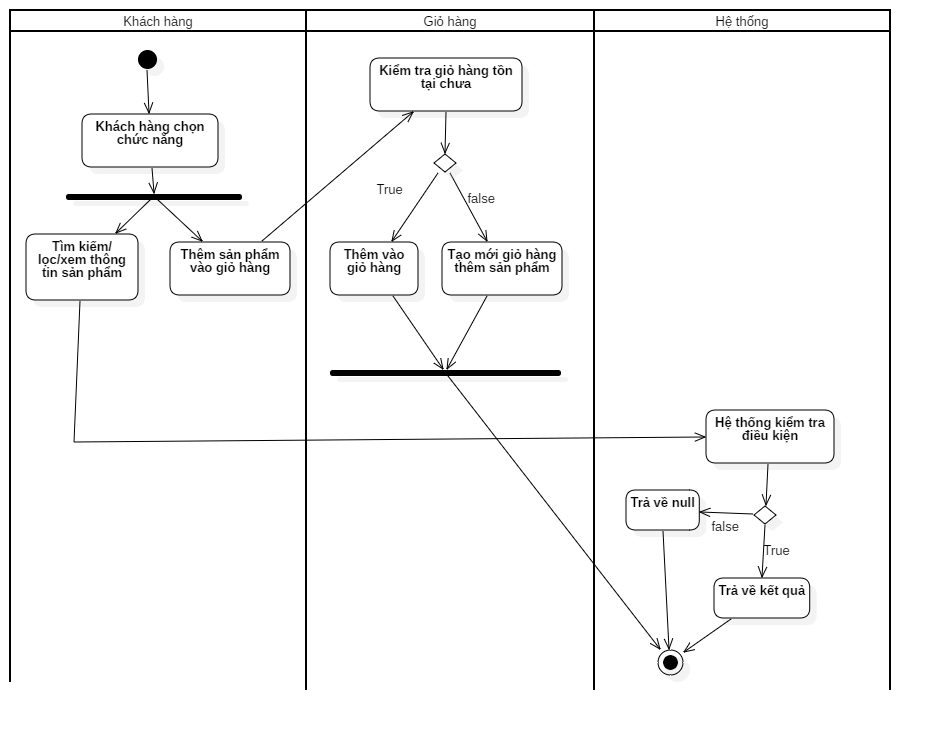 Khách hàng
Giỏ hàng
Hệ thống
Khách hàng chọn
chức năng
Tìm kiếm/
lọc/xem thông
tin sản phẩm
Thêm sản phẩm
vào giỏ hàng
Kiểm tra giỏ hàng tồn
tại chưa
True
false
Thêm vào
giỏ hàng
Tạo mới giỏ hàng
thêm sản phẩm
Hệ thống kiểm tra
điều kiện
Trả về null
false
True
Trả về kết quả